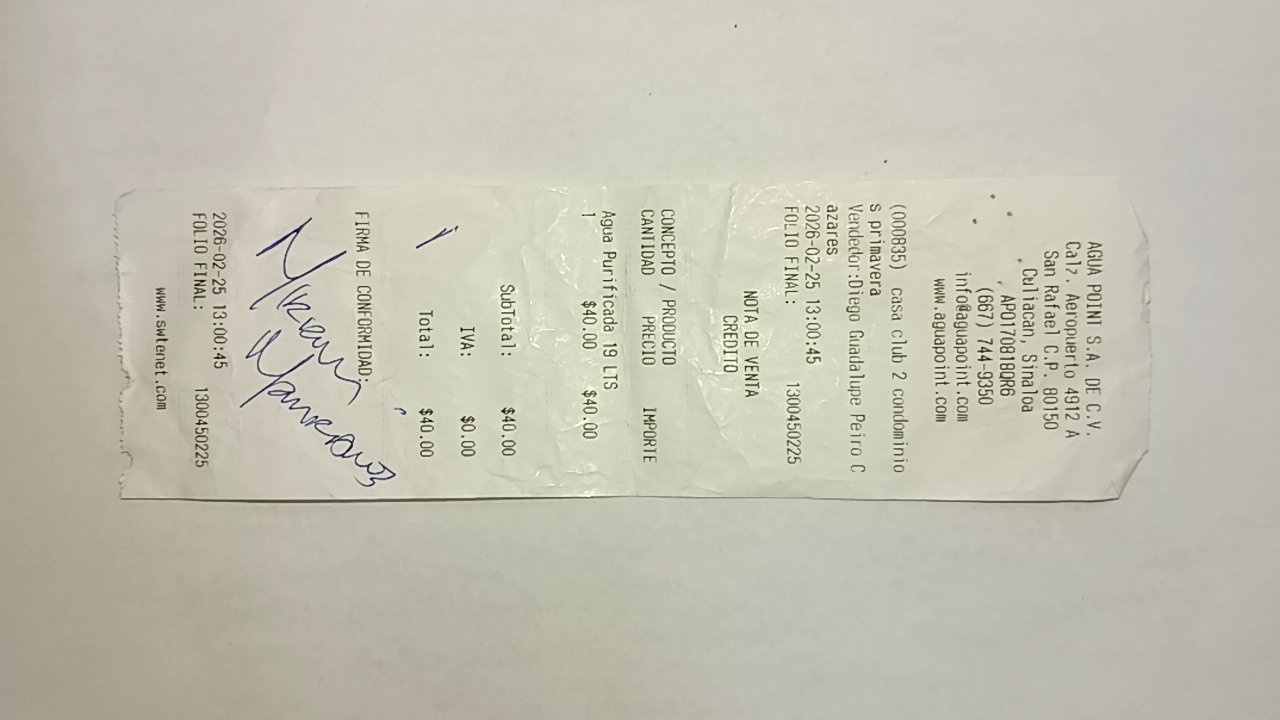 AGUA POINT S.A. DE C.V.
Calz. Aeropuerto 4912 A
San Rafael C.P. 80150
Culiacan, Sinaloa
APO170818QR6
(667) 744-9350
info@aguapoint.com
www.aguapoint.com
(000835) casa club 2 condominio
s primavera
Vendedor:Diego Guadalupe Peiro C
azares
2026-02-25 13:00:45
FOLIO FINAL: 1300450225
NOTA DE VENTA
CREDITO
CONCEPTO / PRODUCTO
CANTIDAD PRECIO IMPORTE
Agua Purificada 19 LTS
1 $40.00 $40.00
SubTotal: $40.00
IVA: $0.00
Total: $40.00
FIRMA DE CONFORMIDAD:
2026-02-25 13:00:45
FOLIO FINAL: 1300450225
www.swtenet.com